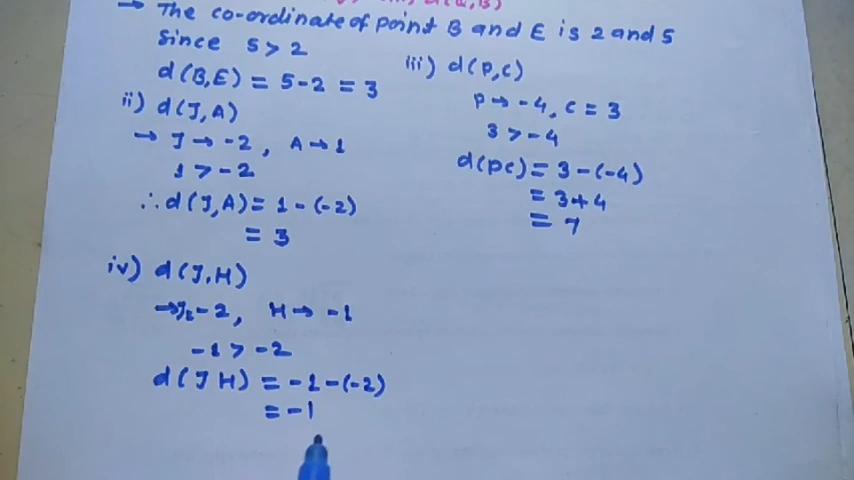 → The co-ordinate of point B and E is 2 and 5
Since 5 > 2
d(B,E) = 5-2 = 3
ii) d(J,A)
→ J → -2, A → 1
1 > -2
∴ d(J,A) = 1 - (-2)
= 3
iii) d(P,C)
P → -4, C = 3
3 > -4
d(PC) = 3 - (-4)
= 3+4
= 7
iv) d(J,H)
→ J, -2, H → -1
-1 > -2
d(JH) = -1 - (-2)
= -1